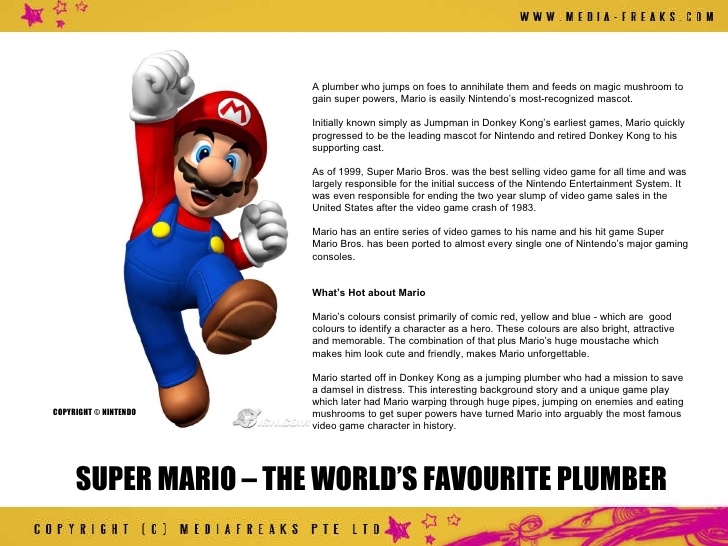 WWW.MEDIA-FREAKS.COM
A plumber who jumps on foes to annihilate them and feeds on magic mushroom to
gain super powers, Mario is easily Nintendo's most-recognized mascot.
Initially known simply as Jumpman in Donkey Kong's earliest games, Mario quickly
progressed to be the leading mascot for Nintendo and retired Donkey Kong to his
supporting cast.
As of 1999, Super Mario Bros. was the best selling video game for all time and was
largely responsible for the initial success of the Nintendo Entertainment System. It
was even responsible for ending the two year slump of video game sales in the
United States after the video game crash of 1983.
Mario has an entire series of video games to his name and his hit game Super
Mario Bros. has been ported to almost every single one of Nintendo's major gaming
consoles.
What's Hot about Mario
Mario's colours consist primarily of comic red, yellow and blue - which are  good
colours to identify a character as a hero. These colours are also bright, attractive
and memorable. The combination of that plus Mario's huge moustache which
makes him look cute and friendly, makes Mario unforgettable.
Mario started off in Donkey Kong as a jumping plumber who had a mission to save
a damsel in distress. This interesting background story and a unique game play
which later had Mario warping through huge pipes, jumping on enemies and eating
mushrooms to get super powers have turned Mario into arguably the most famous
video game character in history.
M
COPYRIGHT © NINTENDO
IGN.COM
SUPER MARIO – THE WORLD'S FAVOURITE PLUMBER
COPYRIGHT (C) MEDIAFREAKS PTE LTD